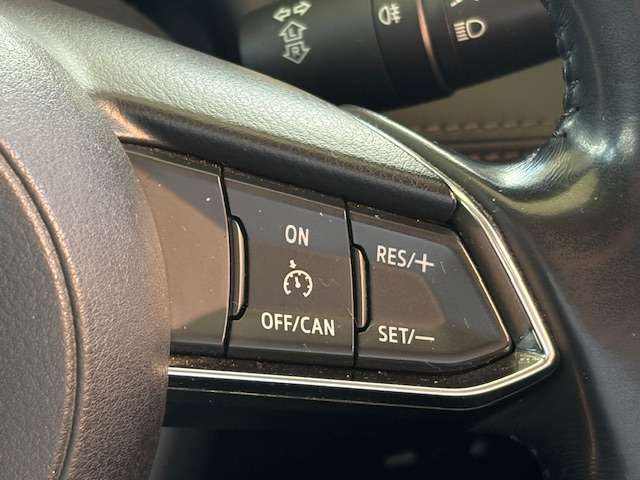 L
R
ON
OFF/CAN
RES/+
SET/−